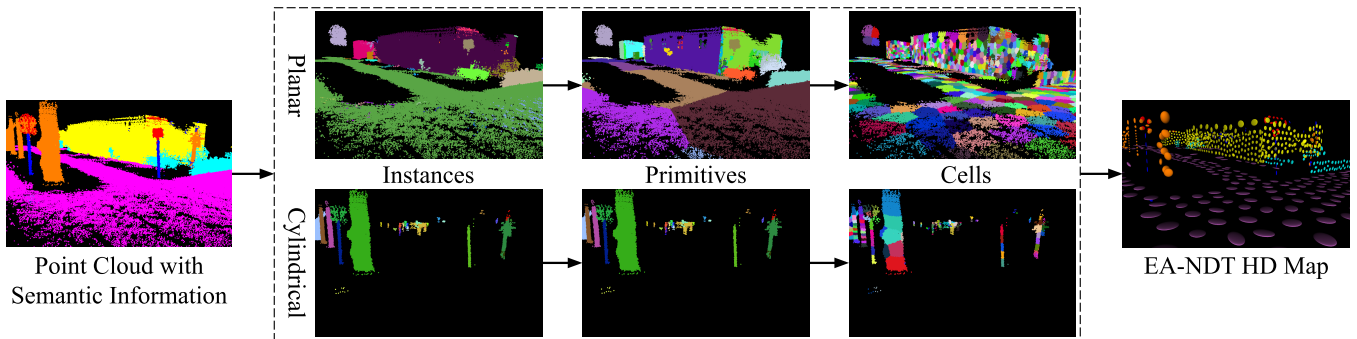 Planar
Instances
Primitives
Cells
Cylindrical
Point Cloud with
Semantic Information
EA-NDT HD Map